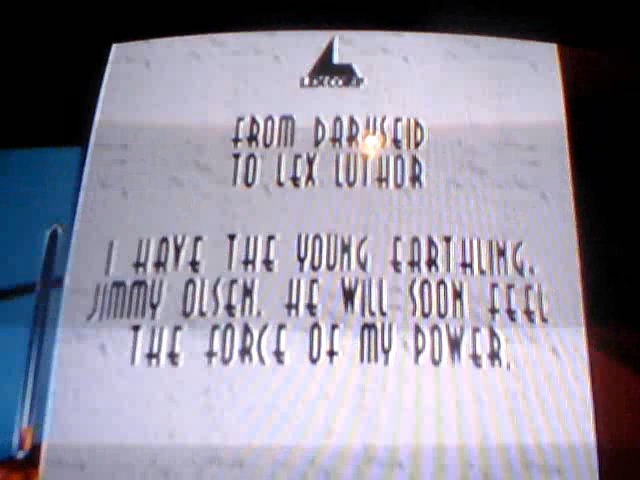 LEXCORP
FROM DARKSEID
TO LEX LUTHOR
I HAVE THE YOUNG EARTHLING,
JIMMY OLSEN. HE WILL SOON FEEL
THE FORCE OF MY POWER.